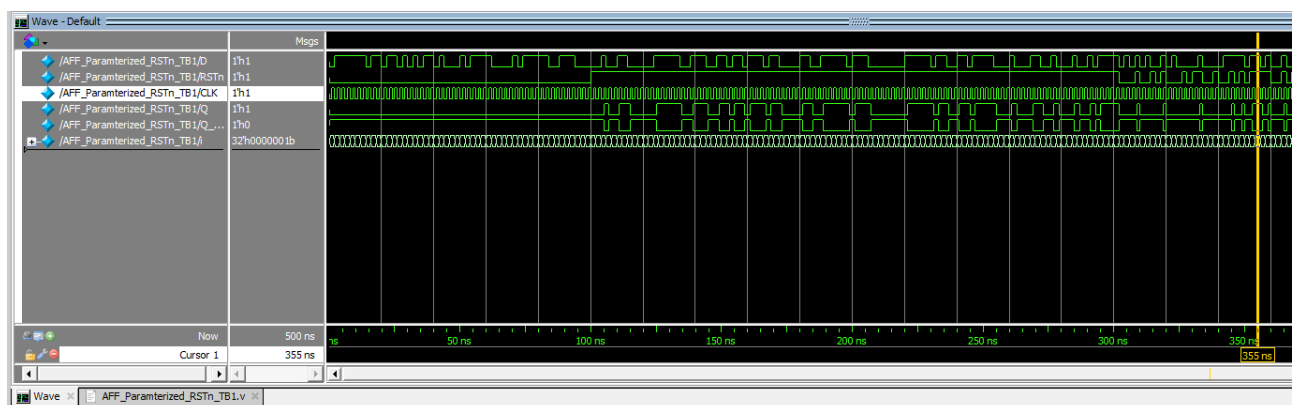 Wave - Default
Msgs
/AFF_Paramterized_RSTn_TB1/D 1'h1
/AFF_Paramterized_RSTn_TB1/RSTn 1'h1
/AFF_Paramterized_RSTn_TB1/CLK 1'h1
/AFF_Paramterized_RSTn_TB1/Q 1'h1
/AFF_Paramterized_RSTn_TB1/Q_... 1'h0
/AFF_Paramterized_RSTn_TB1/i 32'h0000001b
Now 500 ns ns 50 ns 100 ns 150 ns 200 ns 250 ns 300 ns 350 ns
Cursor 1 355 ns 355 ns
Wave AFF_Paramterized_RSTn_TB1.v